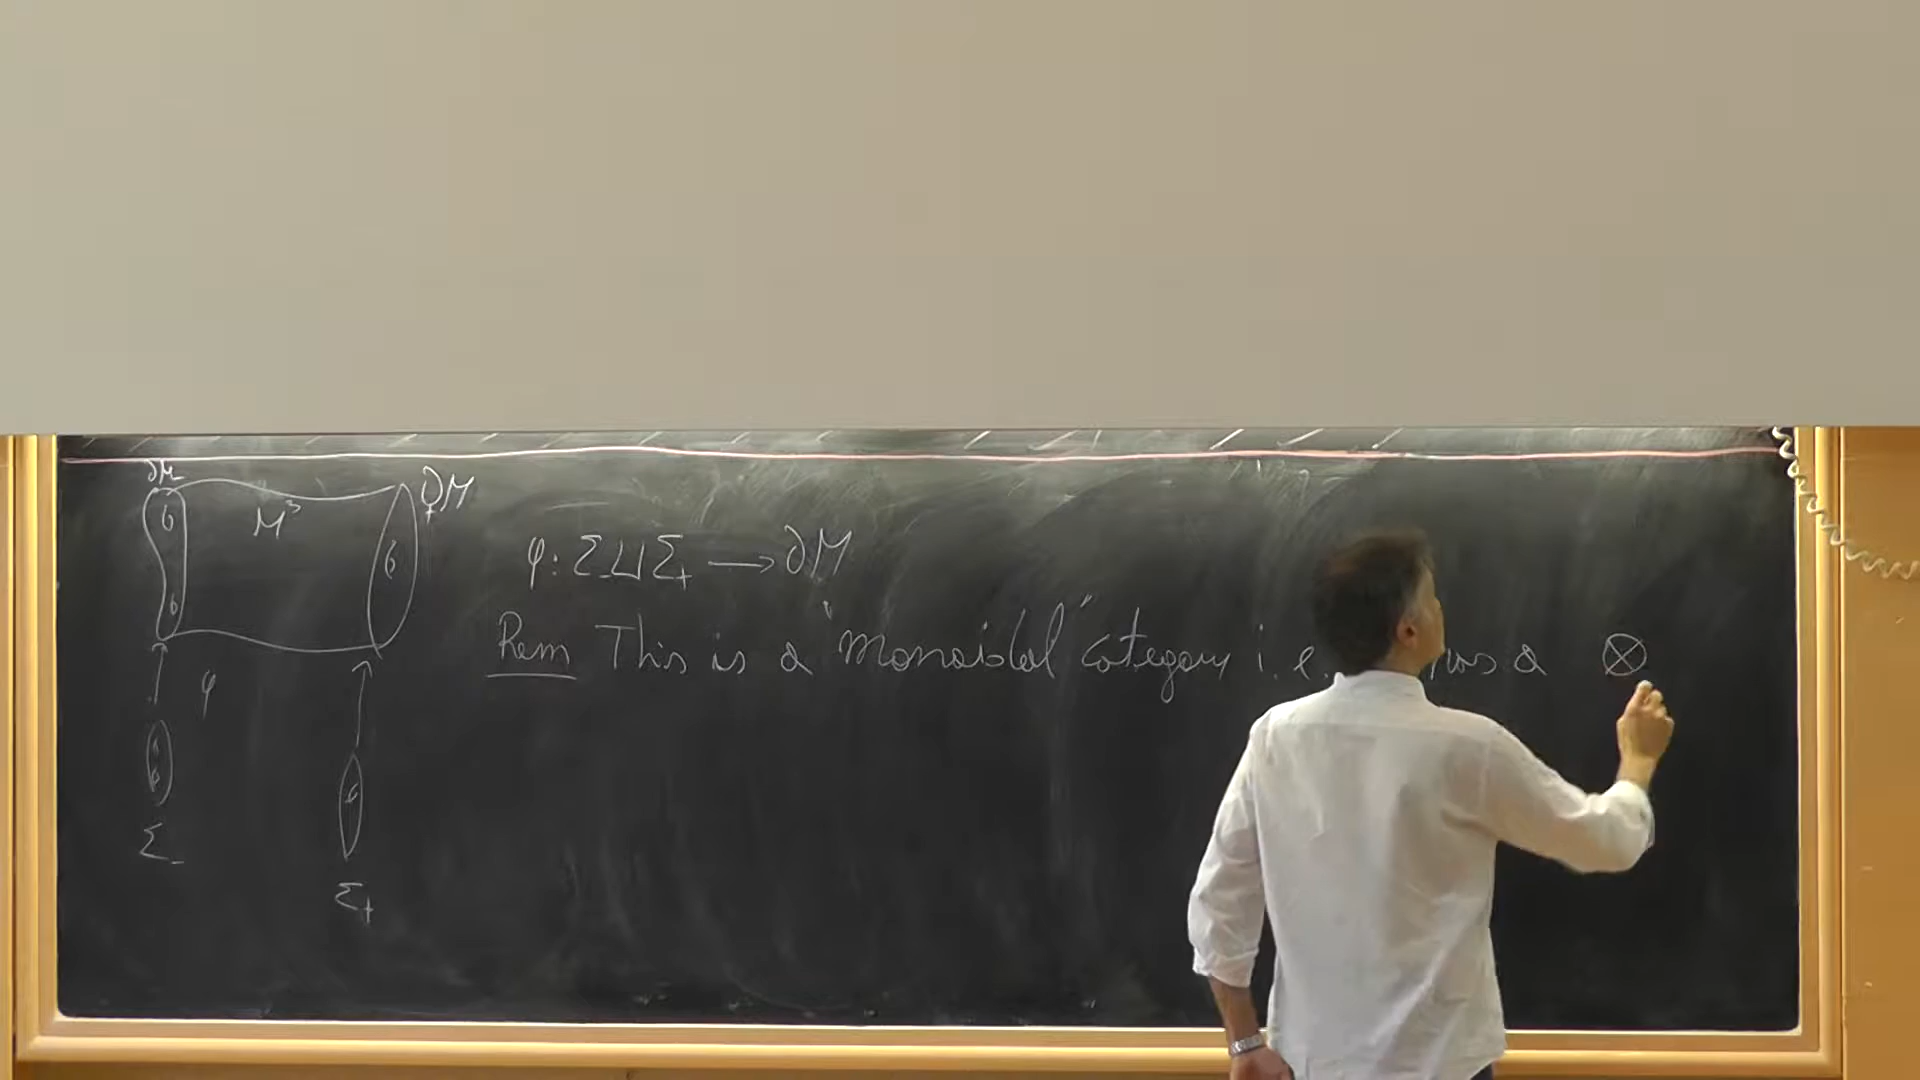 ∂M
M³
∂₊M
φ: Σ₋⊔Σ₊ → ∂M
Rem This is a "Monoidal" category i.e. has a ⊗
φ
Σ₋
Σ₊